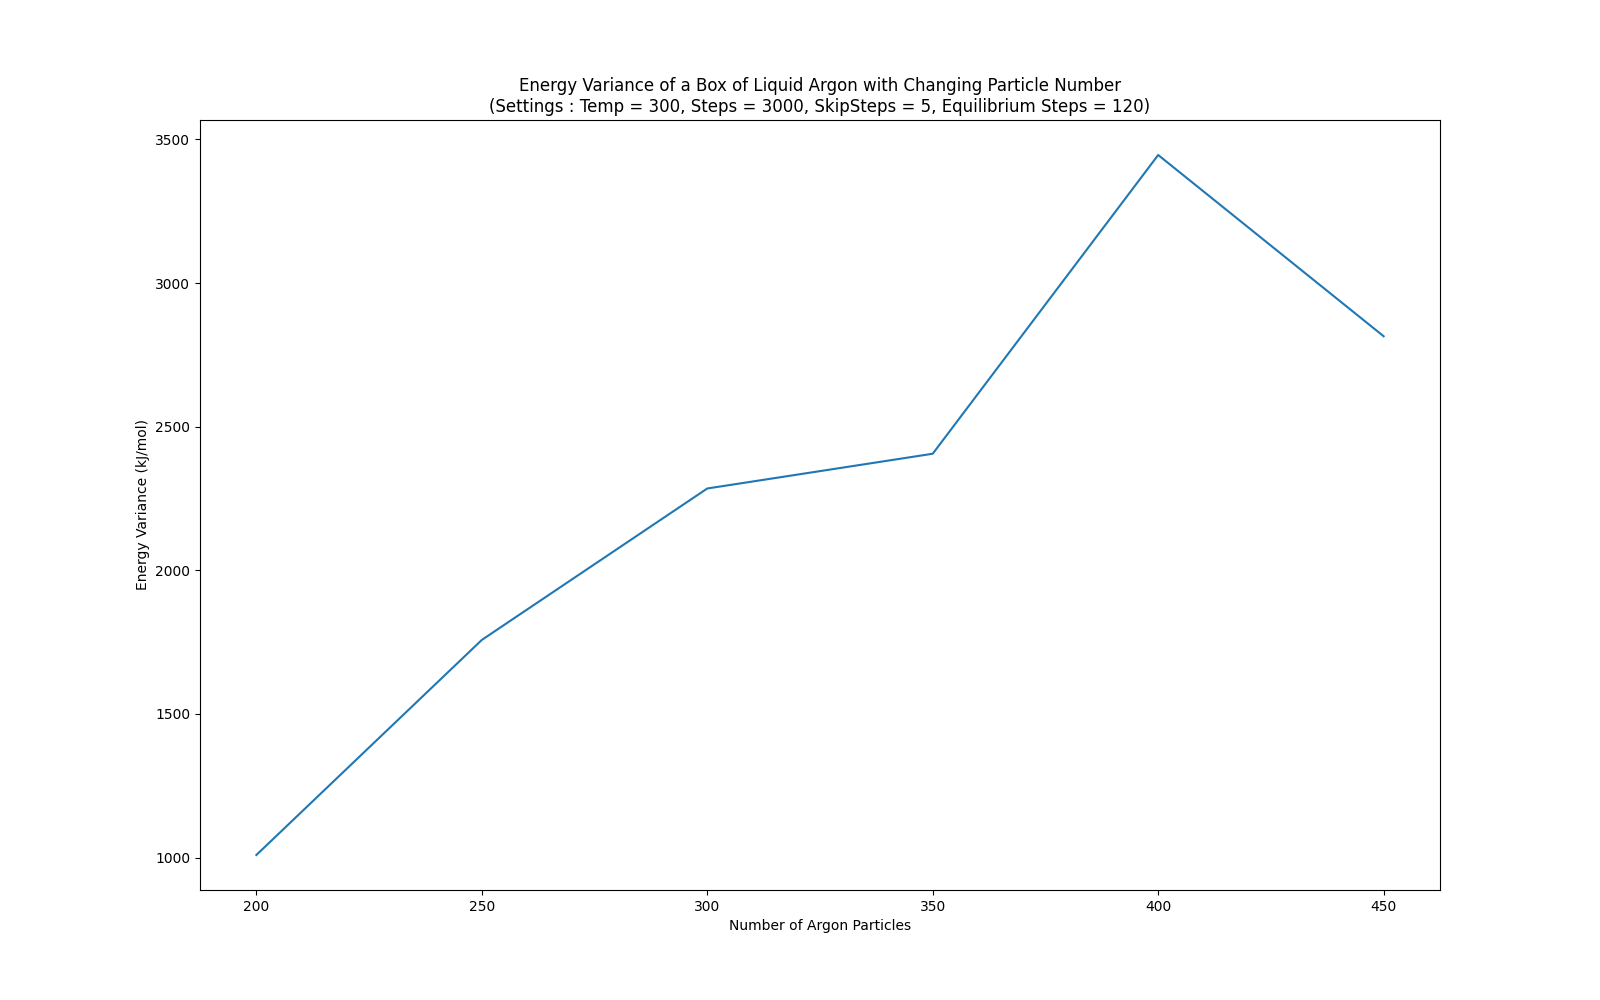 Energy Variance of a Box of Liquid Argon with Changing Particle Number
(Settings : Temp = 300, Steps = 3000, SkipSteps = 5, Equilibrium Steps = 120)
3500
3000
2500
2000
1500
1000
Energy Variance (kJ/mol)
200 250 300 350 400 450
Number of Argon Particles